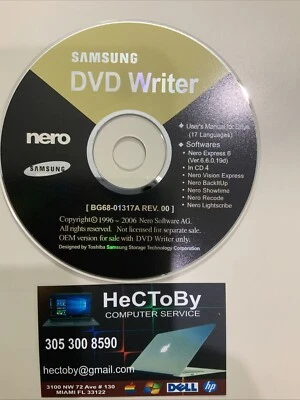 SAMSUNG
DVD Writer
nero
SAMSUNG
◆ User's Manual for Drive
(17 Languages)
◆ Softwares
• Nero Express 6
(Ver.6.6.0.19d)
• In CD 4
• Nero Vision Express
• Nero BackItUp
• Nero Showtime
• Nero Recode
• Nero Lightscribe
[ BG68-01317A REV. 00 ]
Copyright© 1996 - 2006 Nero Software AG.
All rights reserved. Not licensed for separate sale.
OEM version for sale with DVD Writer only.
Designed by Toshiba Samsung Storage Technology Corporation
HeCToBy
COMPUTER SERVICE
305 300 8590
hectoby@gmail.com
3100 NW 72 Ave # 130
MIAMI FL 33122
DELL
hp